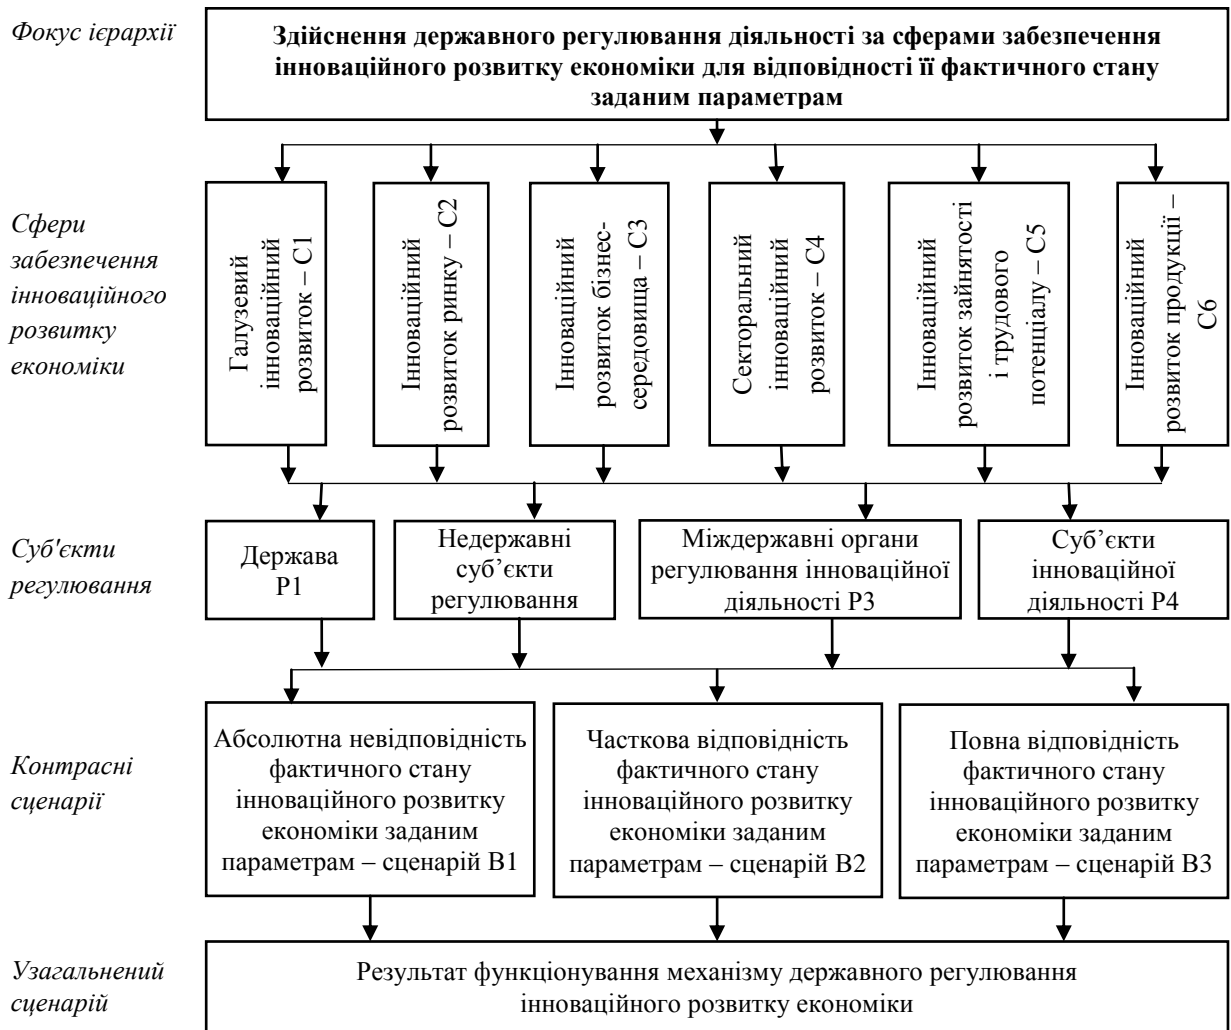 Фокус ієрархії
Здійснення державного регулювання діяльності за сферами забезпечення
інноваційного розвитку економіки для відповідності її фактичного стану
заданим параметрам
Сфери
забезпечення
інноваційного
розвитку
економіки
Галузевий
інноваційний
розвиток – С1
Інноваційний
розвиток ринку – С2
Інноваційний
розвиток бізнес-
середовища – С3
Секторальний
інноваційний
розвиток – С4
Інноваційний
розвиток зайнятості
і трудового
потенціалу – С5
Інноваційний
розвиток продукції –
С6
Суб'єкти
регулювання
Держава
Р1
Недержавні
суб’єкти
регулювання
Міждержавні органи
регулювання інноваційної
діяльності Р3
Суб’єкти
інноваційної
діяльності Р4
Контрасні
сценарії
Абсолютна невідповідність
фактичного стану
інноваційного розвитку
економіки заданим
параметрам – сценарій В1
Часткова відповідність
фактичного стану
інноваційного розвитку
економіки заданим
параметрам – сценарій В2
Повна відповідність
фактичного стану
інноваційного розвитку
економіки заданим
параметрам – сценарій В3
Узагальнений
сценарій
Результат функціонування механізму державного регулювання
інноваційного розвитку економіки